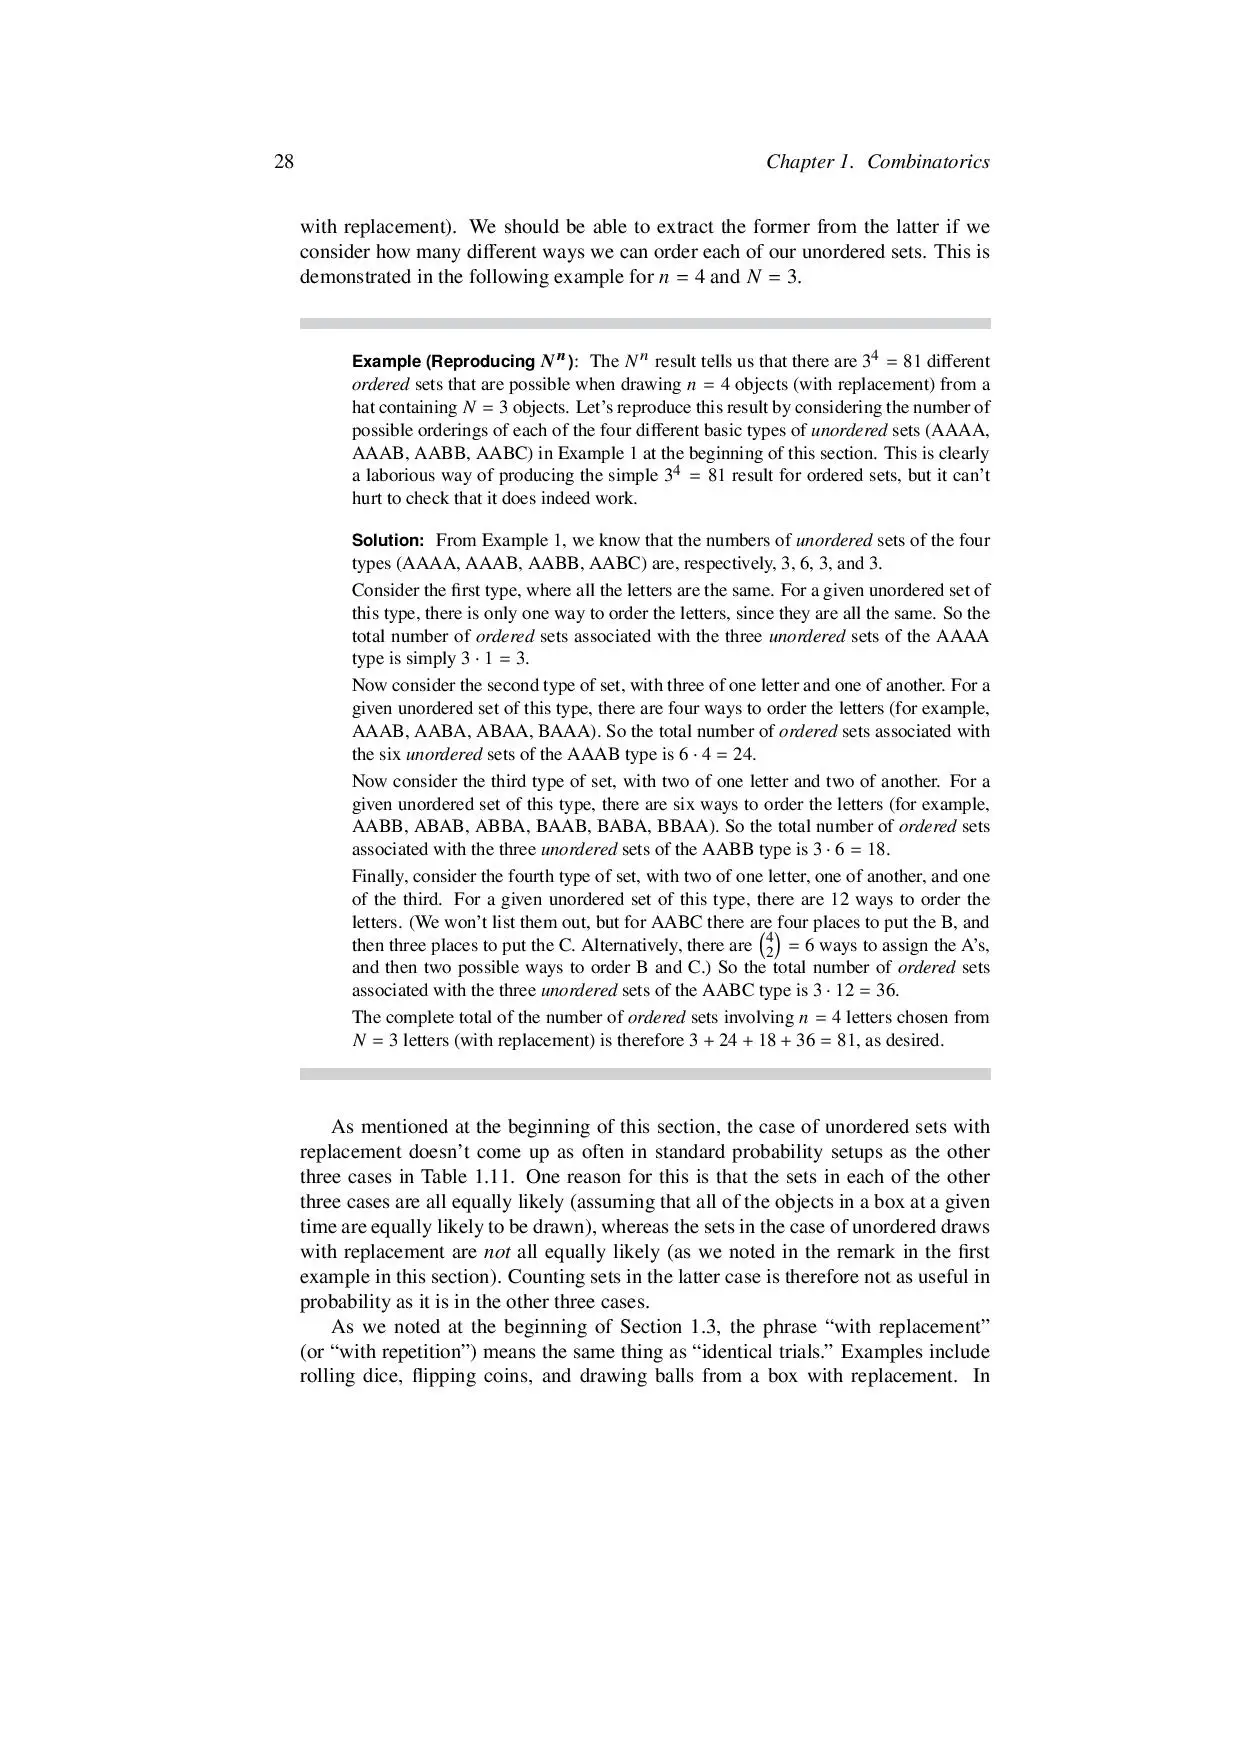 28
Chapter 1. Combinatorics
with replacement). We should be able to extract the former from the latter if we
consider how many different ways we can order each of our unordered sets. This is
demonstrated in the following example for n = 4 and N = 3.
Example (Reproducing Nⁿ): The Nⁿ result tells us that there are 3⁴ = 81 different
ordered sets that are possible when drawing n = 4 objects (with replacement) from a
hat containing N = 3 objects. Let’s reproduce this result by considering the number of
possible orderings of each of the four different basic types of unordered sets (AAAA,
AAAB, AABB, AABC) in Example 1 at the beginning of this section. This is clearly
a laborious way of producing the simple 3⁴ = 81 result for ordered sets, but it can’t
hurt to check that it does indeed work.
Solution: From Example 1, we know that the numbers of unordered sets of the four
types (AAAA, AAAB, AABB, AABC) are, respectively, 3, 6, 3, and 3.
Consider the first type, where all the letters are the same. For a given unordered set of
this type, there is only one way to order the letters, since they are all the same. So the
total number of ordered sets associated with the three unordered sets of the AAAA
type is simply 3 · 1 = 3.
Now consider the second type of set, with three of one letter and one of another. For a
given unordered set of this type, there are four ways to order the letters (for example,
AAAB, AABA, ABAA, BAAA). So the total number of ordered sets associated with
the six unordered sets of the AAAB type is 6 · 4 = 24.
Now consider the third type of set, with two of one letter and two of another. For a
given unordered set of this type, there are six ways to order the letters (for example,
AABB, ABAB, ABBA, BAAB, BABA, BBAA). So the total number of ordered sets
associated with the three unordered sets of the AABB type is 3 · 6 = 18.
Finally, consider the fourth type of set, with two of one letter, one of another, and one
of the third. For a given unordered set of this type, there are 12 ways to order the
letters. (We won’t list them out, but for AABC there are four places to put the B, and
then three places to put the C. Alternatively, there are (4 2) = 6 ways to assign the A’s,
and then two possible ways to order B and C.) So the total number of ordered sets
associated with the three unordered sets of the AABC type is 3 · 12 = 36.
The complete total of the number of ordered sets involving n = 4 letters chosen from
N = 3 letters (with replacement) is therefore 3 + 24 + 18 + 36 = 81, as desired.
As mentioned at the beginning of this section, the case of unordered sets with
replacement doesn’t come up as often in standard probability setups as the other
three cases in Table 1.11. One reason for this is that the sets in each of the other
three cases are all equally likely (assuming that all of the objects in a box at a given
time are equally likely to be drawn), whereas the sets in the case of unordered draws
with replacement are not all equally likely (as we noted in the remark in the first
example in this section). Counting sets in the latter case is therefore not as useful in
probability as it is in the other three cases.
As we noted at the beginning of Section 1.3, the phrase “with replacement”
(or “with repetition”) means the same thing as “identical trials.” Examples include
rolling dice, flipping coins, and drawing balls from a box with replacement. In